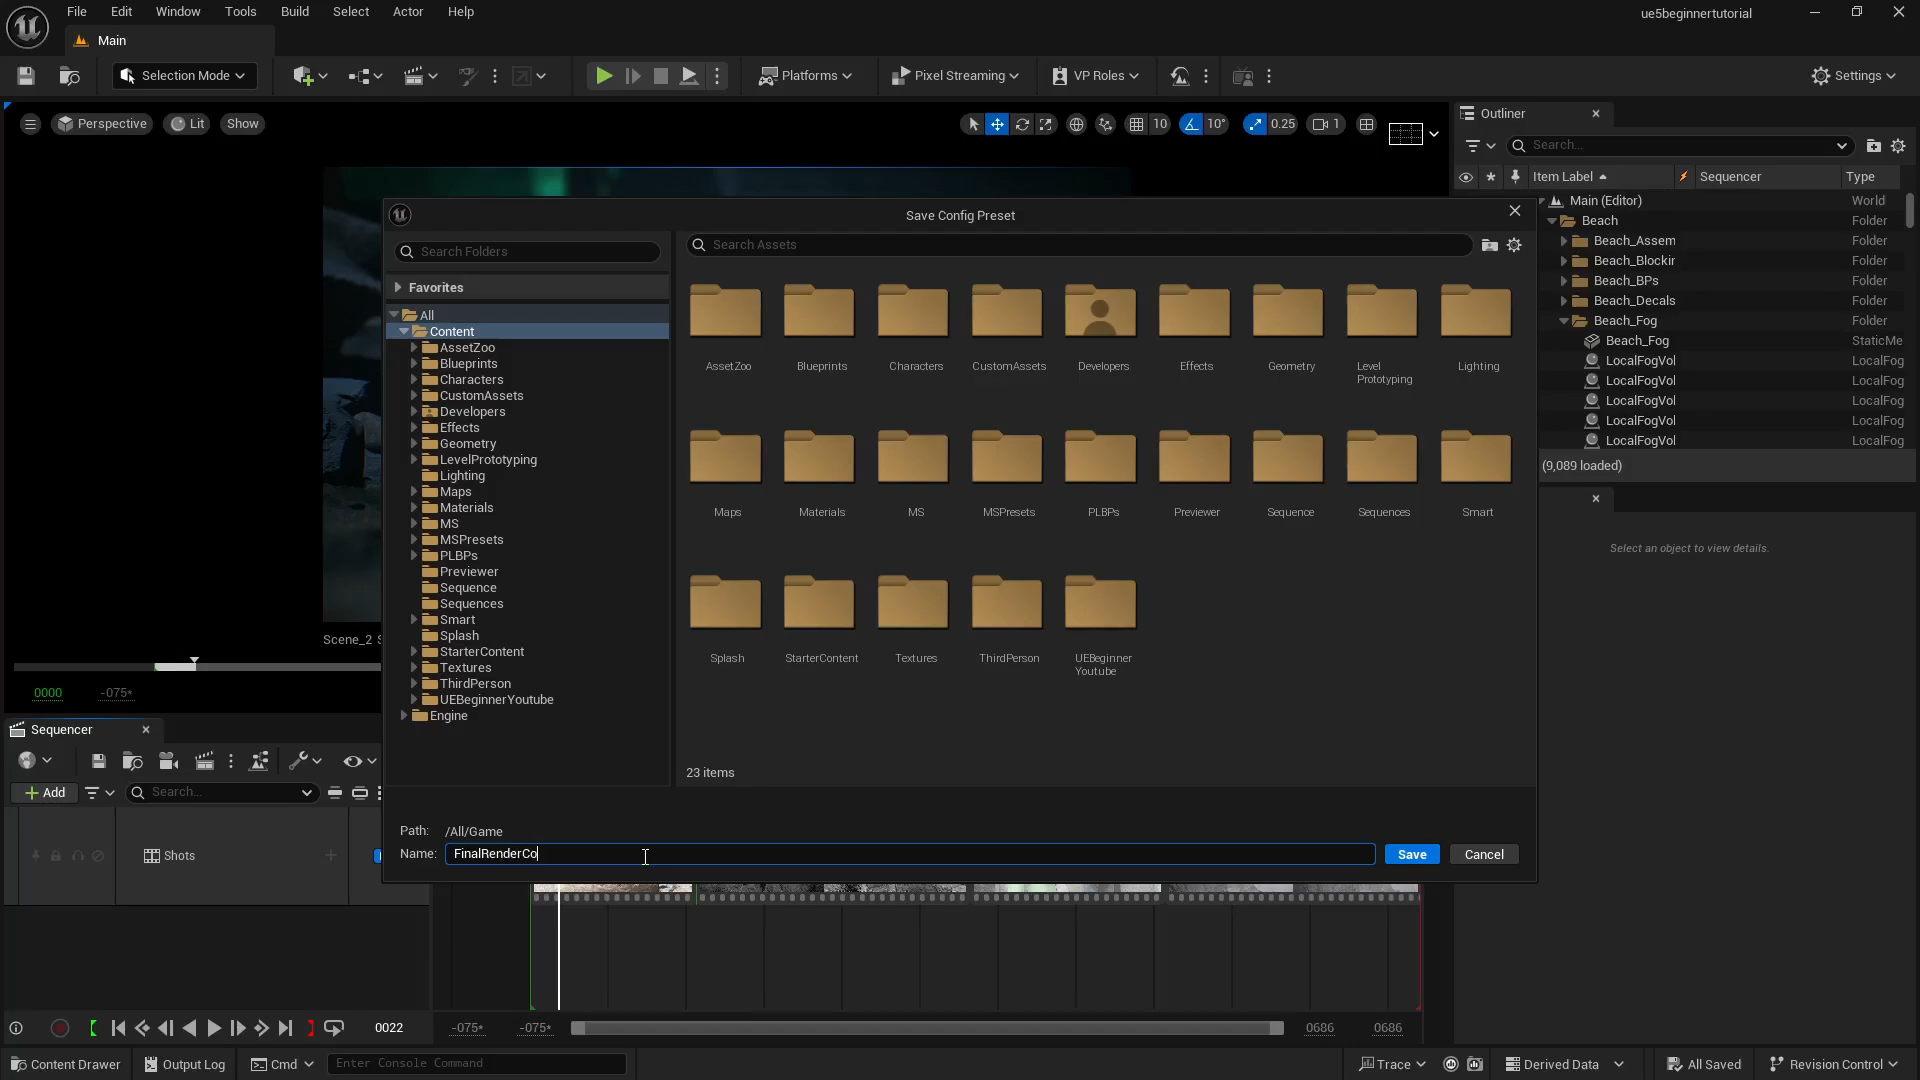 File Edit Window Tools Build Select Actor Help
ue5beginnertutorial
Main
Selection Mode
Platforms
Pixel Streaming
VP Roles
Settings
Perspective Lit Show
10 10° 0.25 1
Outliner
Search...
Item Label Sequencer Type
Main (Editor) World
Beach Folder
Beach_Assem Folder
Beach_Blockir Folder
Beach_BPs Folder
Beach_Decals Folder
Beach_Fog Folder
Beach_Fog StaticMe
LocalFogVol LocalFog
LocalFogVol LocalFog
LocalFogVol LocalFog
LocalFogVol LocalFog
LocalFogVol LocalFog
(9,089 loaded)
Select an object to view details.
Save Config Preset
Search Folders
Search Assets
Favorites
All
Content
AssetZoo
Blueprints
Characters
CustomAssets
Developers
Effects
Geometry
LevelPrototyping
Lighting
Maps
Materials
MS
MSPresets
PLBPs
Previewer
Sequence
Sequences
Smart
Splash
StarterContent
Textures
ThirdPerson
UEBeginnerYoutube
Engine
AssetZoo Blueprints Characters CustomAssets Developers Effects Geometry Level Lighting
Prototyping
Maps Materials MS MSPresets PLBPs Previewer Sequence Sequences Smart
Splash StarterContent Textures ThirdPerson UEBeginner
Youtube
23 items
Path: /All/Game
Name: FinalRenderCo
Save Cancel
Scene_2
0000 -075*
Sequencer
Add
Search...
Shots
0022
-075* -075* 0686 0686
Content Drawer Output Log Cmd Enter Console Command
Trace Derived Data All Saved Revision Control